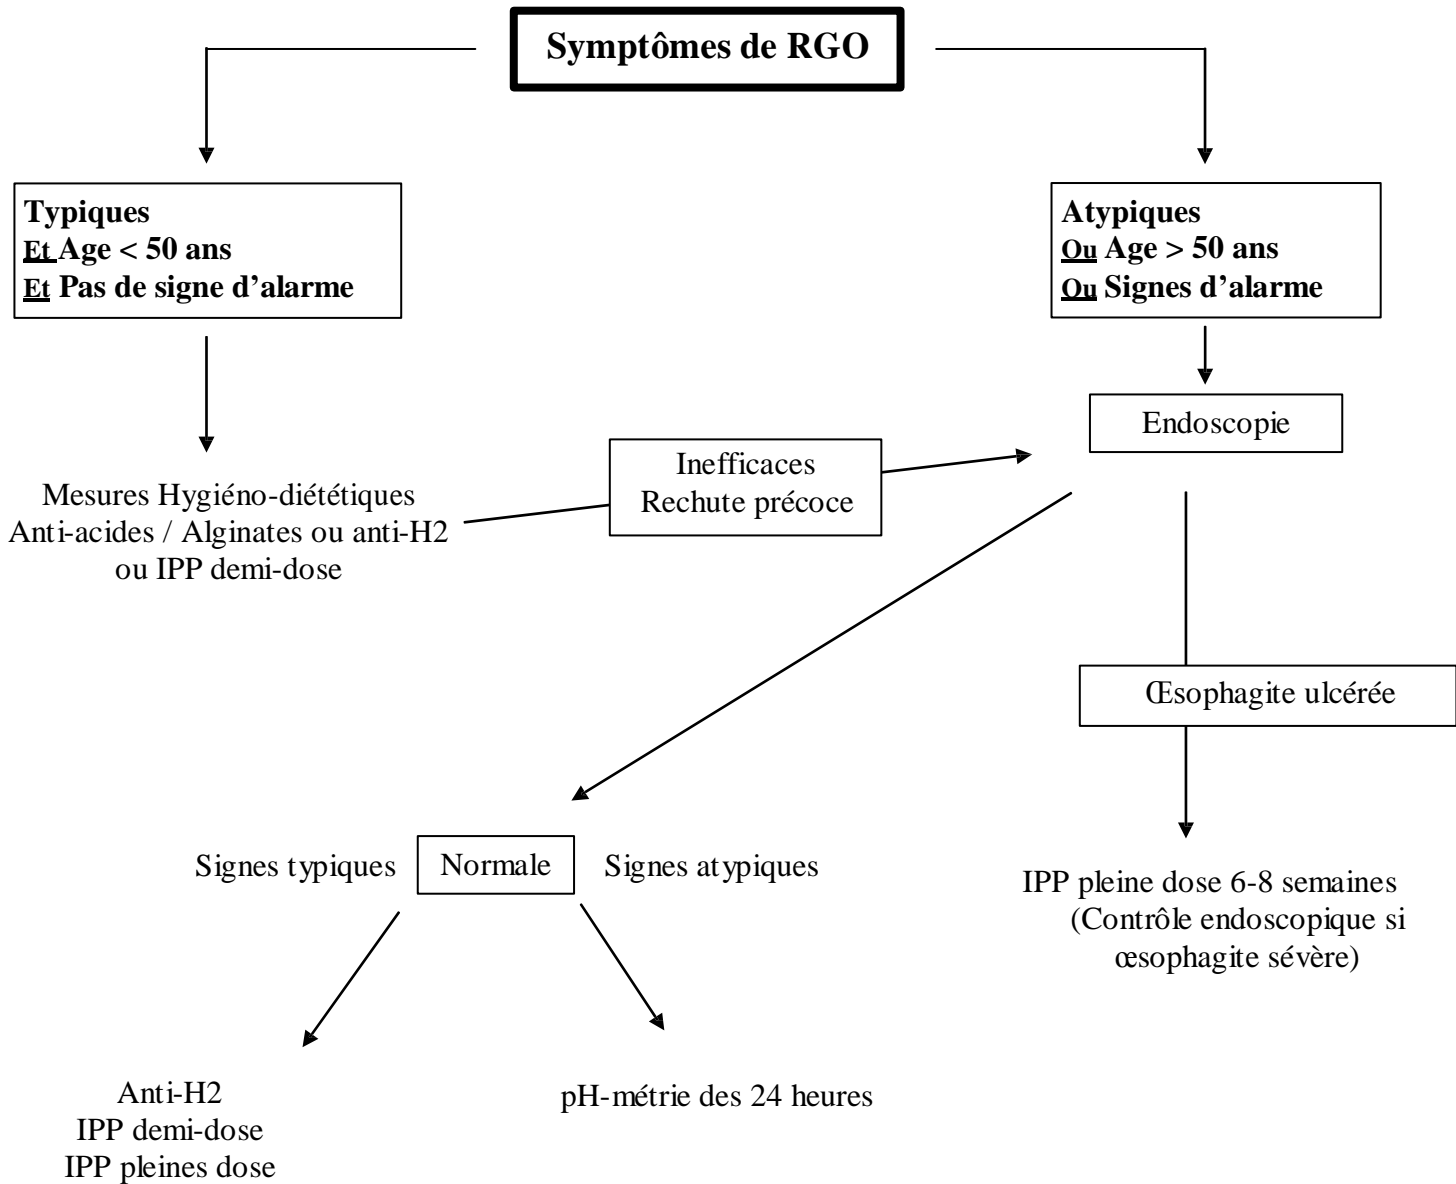 Symptômes de RGO
Typiques
Et Age < 50 ans
Et Pas de signe d’alarme
Atypiques
Ou Age > 50 ans
Ou Signes d’alarme
Endoscopie
Inefficaces
Rechute précoce
Mesures Hygiéno-diététiques
Anti-acides / Alginates ou anti-H2
ou IPP demi-dose
Œsophagite ulcérée
Signes typiques
Normale
Signes atypiques
IPP pleine dose 6-8 semaines
(Contrôle endoscopique si
œsophagite sévère)
Anti-H2
IPP demi-dose
IPP pleines dose
pH-métrie des 24 heures